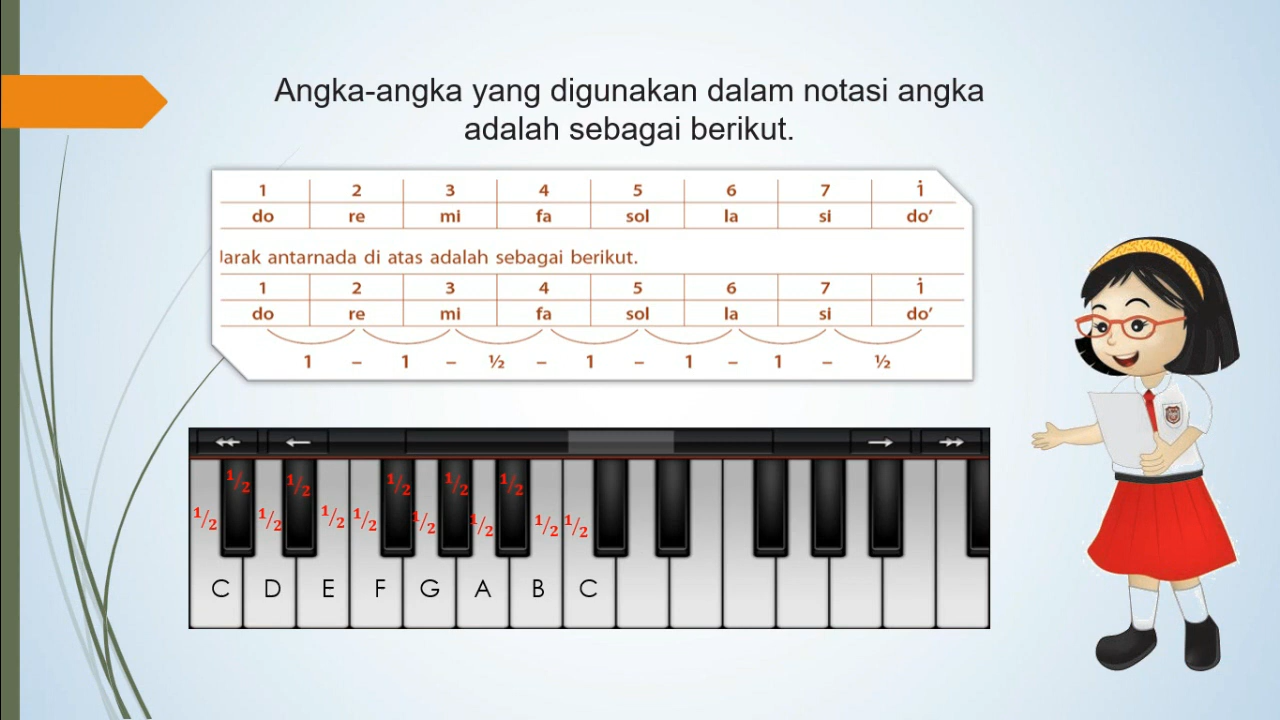 Angka-angka yang digunakan dalam notasi angka
adalah sebagai berikut.
1 2 3 4 5 6 7 i̇
do re mi fa sol la si do'
Jarak antarnada di atas adalah sebagai berikut.
1 2 3 4 5 6 7 i̇
do re mi fa sol la si do'
1 – 1 – ½ – 1 – 1 – 1 – ½
1/2 1/2 1/2 1/2 1/2
1/2 1/2 1/2 1/2 1/2 1/2 1/2 1/2
C D E F G A B C